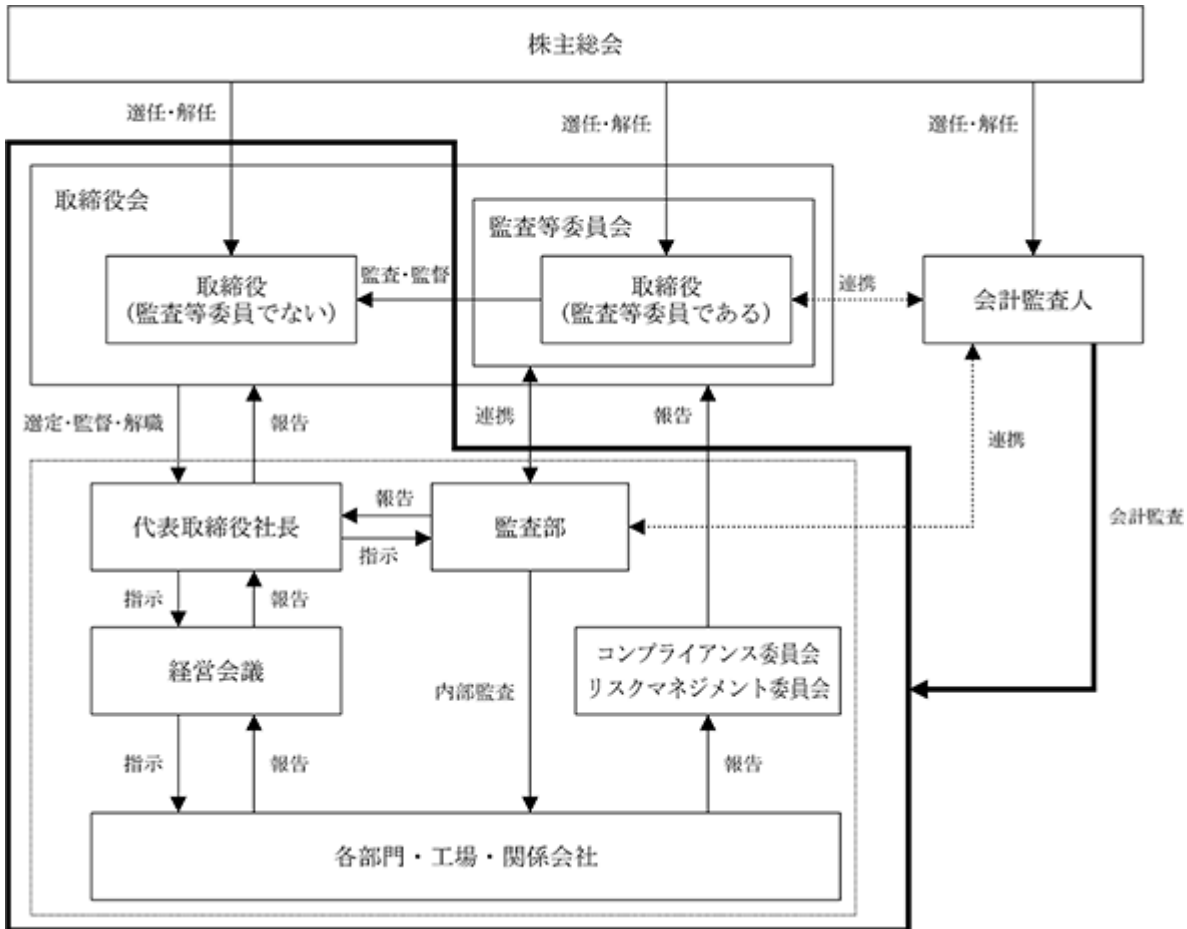 株主総会
選任・解任
選任・解任
選任・解任
取締役会
監査等委員会
取締役
(監査等委員でない)
監査・監督
取締役
(監査等委員である)
連携
会計監査人
選定・監督・解職
報告
連携
報告
連携
代表取締役社長
報告
指示
監査部
会計監査
指示
報告
経営会議
内部監査
コンプライアンス委員会
リスクマネジメント委員会
指示
報告
報告
各部門・工場・関係会社